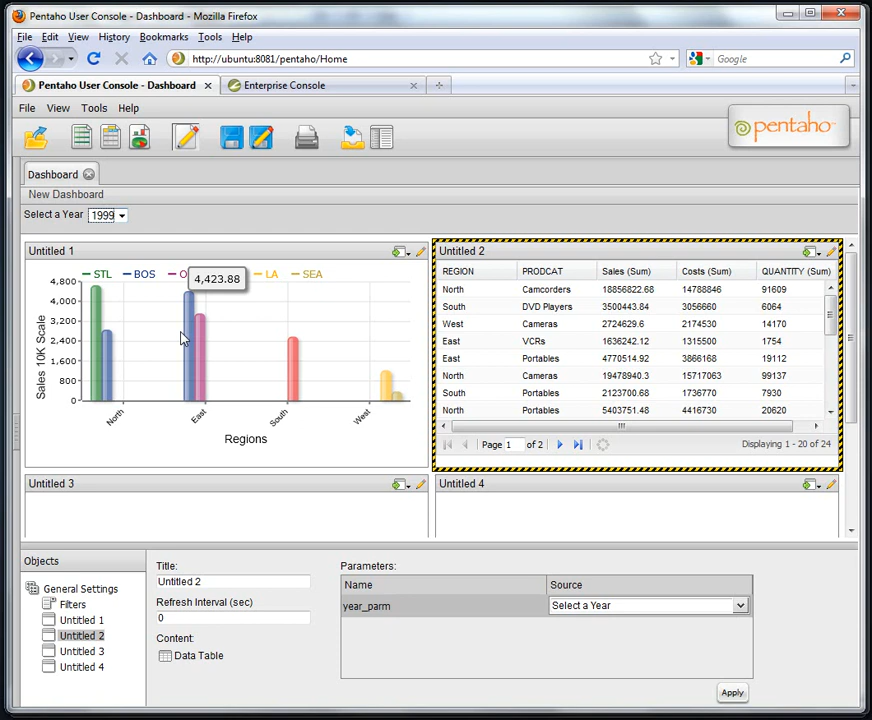 Pentaho User Console - Dashboard - Mozilla Firefox
File Edit View History Bookmarks Tools Help
http://ubuntu:8081/pentaho/Home
Google
Pentaho User Console - Dashboard
Enterprise Console
File View Tools Help
pentaho
Dashboard
New Dashboard
Select a Year 1999
Untitled 1
STL BOS O LA SEA
4,423.88
4,800
4,000
3,200
2,400
1,600
800
0
Sales 10K Scale
North East South West
Regions
Untitled 2
REGION PRODCAT Sales (Sum) Costs (Sum) QUANTITY (Sum)
North Camcorders 18856822.68 14788846 91609
South DVD Players 3500443.84 3056660 6064
West Cameras 2724629.6 2174530 14170
East VCRs 1636242.12 1315500 1754
East Portables 4770514.92 3866168 19112
North Cameras 19478940.3 15717063 99137
South Portables 2123700.68 1736770 7930
North Portables 5403751.48 4416730 20620
Page 1 of 2 Displaying 1 - 20 of 24
Untitled 3
Untitled 4
Objects
General Settings
Filters
Untitled 1
Untitled 2
Untitled 3
Untitled 4
Title:
Untitled 2
Refresh Interval (sec)
0
Content:
Data Table
Parameters:
Name Source
year_parm Select a Year
Apply